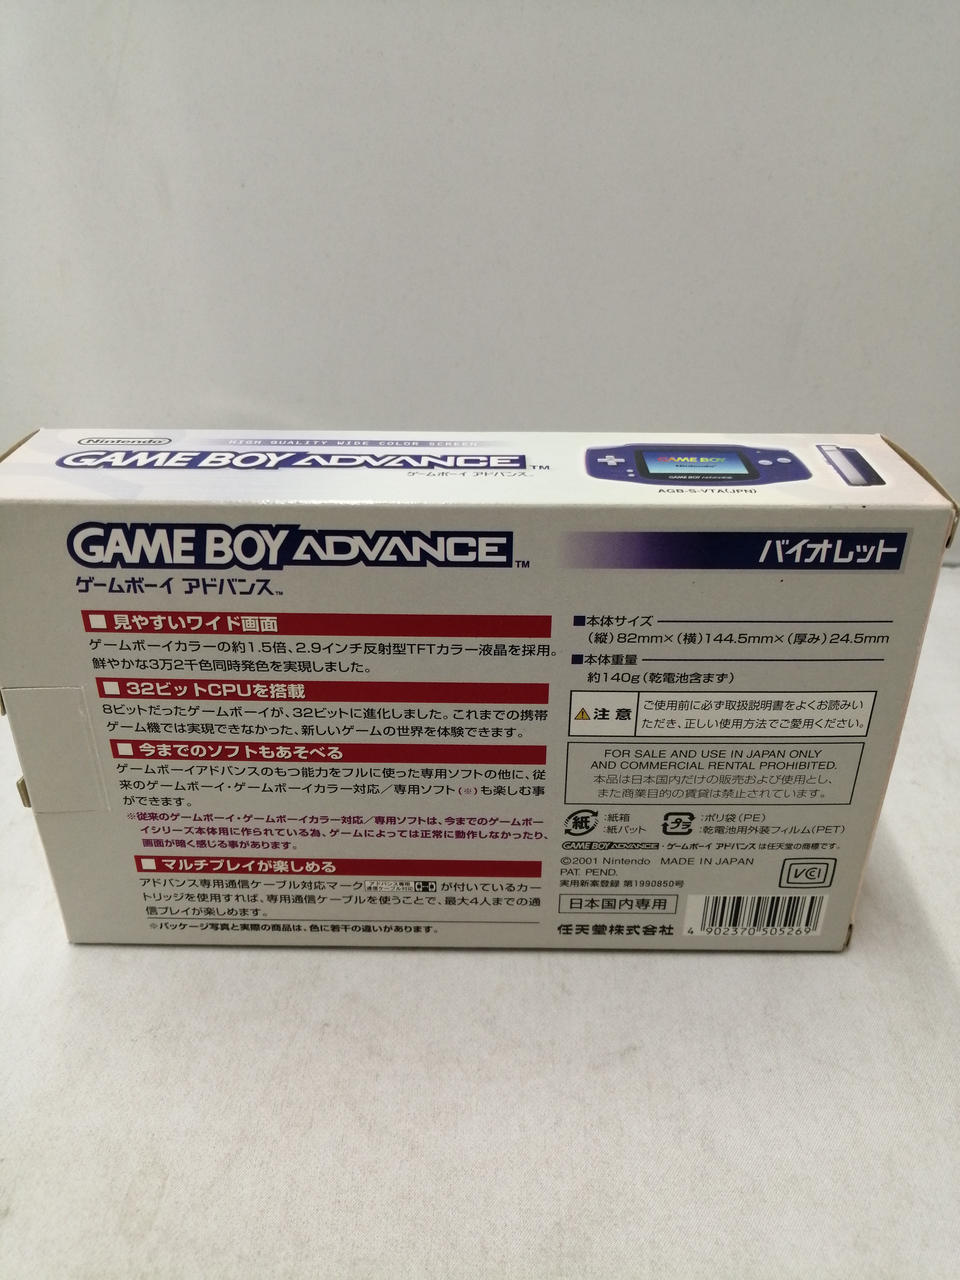 Nintendo
HIGH QUALITY WIDE COLOR SCREEN
GAME BOY ADVANCE™
ゲームボーイ アドバンス™
GAME BOY
Nintendo
GAME BOY ADVANCE
AGB-S-VTA(JPN)
GAME BOY ADVANCE™
ゲームボーイ アドバンス™
バイオレット
■ 見やすいワイド画面
ゲームボーイカラーの約1.5倍、2.9インチ反射型TFTカラー液晶を採用。
鮮やかな3万2千色同時発色を実現しました。
■ 32ビットCPUを搭載
8ビットだったゲームボーイが、32ビットに進化しました。これまでの携帯
ゲーム機では実現できなかった、新しいゲームの世界を体験できます。
■ 今までのソフトもあそべる
ゲームボーイアドバンスのもつ能力をフルに使った専用ソフトの他に、従
来のゲームボーイ・ゲームボーイカラー対応／専用ソフト(※)も楽しむ事
ができます。
※従来のゲームボーイ・ゲームボーイカラー対応／専用ソフトは、今までのゲームボー
イシリーズ本体用に作られている為、ゲームによっては正常に動作しなかったり、
画面が暗く感じる事があります。
■ マルチプレイが楽しめる
アドバンス専用通信ケーブル対応マーク アドバンス専用 通信ケーブル対応 が付いているカー
トリッジを使用すれば、専用通信ケーブルを使うことで、最大4人までの通
信プレイが楽しめます。
※パッケージ写真と実際の商品は、色に若干の違いがあります。
■本体サイズ
（縦）82mm×（横）144.5mm×（厚み）24.5mm
■本体重量
約140g（乾電池含まず）
注意
ご使用前に必ず取扱説明書をよくお読みい
ただき、正しい使用方法でご愛用ください。
FOR SALE AND USE IN JAPAN ONLY
AND COMMERCIAL RENTAL PROHIBITED.
本品は日本国内だけの販売および使用とし、
また商業目的の賃貸は禁止されています。
紙 :紙箱
:紙パット
プラ :ポリ袋(PE)
:乾電池用外装フィルム(PET)
GAME BOY ADVANCE・ゲームボーイ アドバンス は任天堂の商標です。
©2001 Nintendo MADE IN JAPAN
PAT. PEND.
実用新案登録 第1990850号
VCI
日本国内専用
任天堂株式会社
4 902370 505269